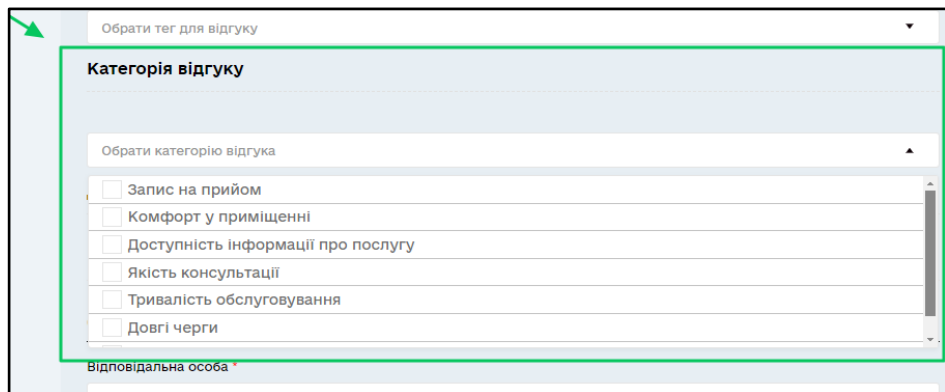 Обрати тег для відгуку
Категорія відгуку
Обрати категорію відгука
Запис на прийом
Комфорт у приміщенні
Доступність інформації про послугу
Якість консультації
Тривалість обслуговування
Довгі черги
Відповідальна особа *